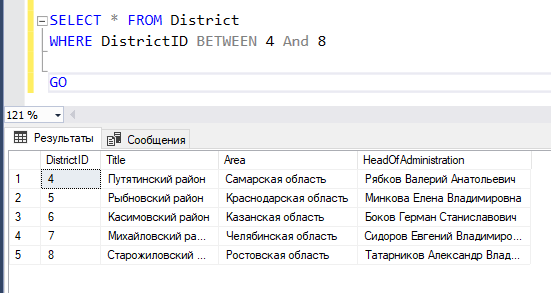 SELECT * FROM District
WHERE DistrictID BETWEEN 4 And 8
GO
121 %
Результаты Сообщения
DistrictID Title Area HeadOfAdministration
1 4 Путятинский район Самарская область Рябков Валерий Анатольевич
2 5 Рыбновский район Краснодарская область Минкова Елена Владимировна
3 6 Касимовский район Казанская область Боков Герман Станиславович
4 7 Михайловский ра... Челябинская область Сидоров Евгений Владимиро...
5 8 Старожиловский ... Ростовская область Татарников Александр Влад...